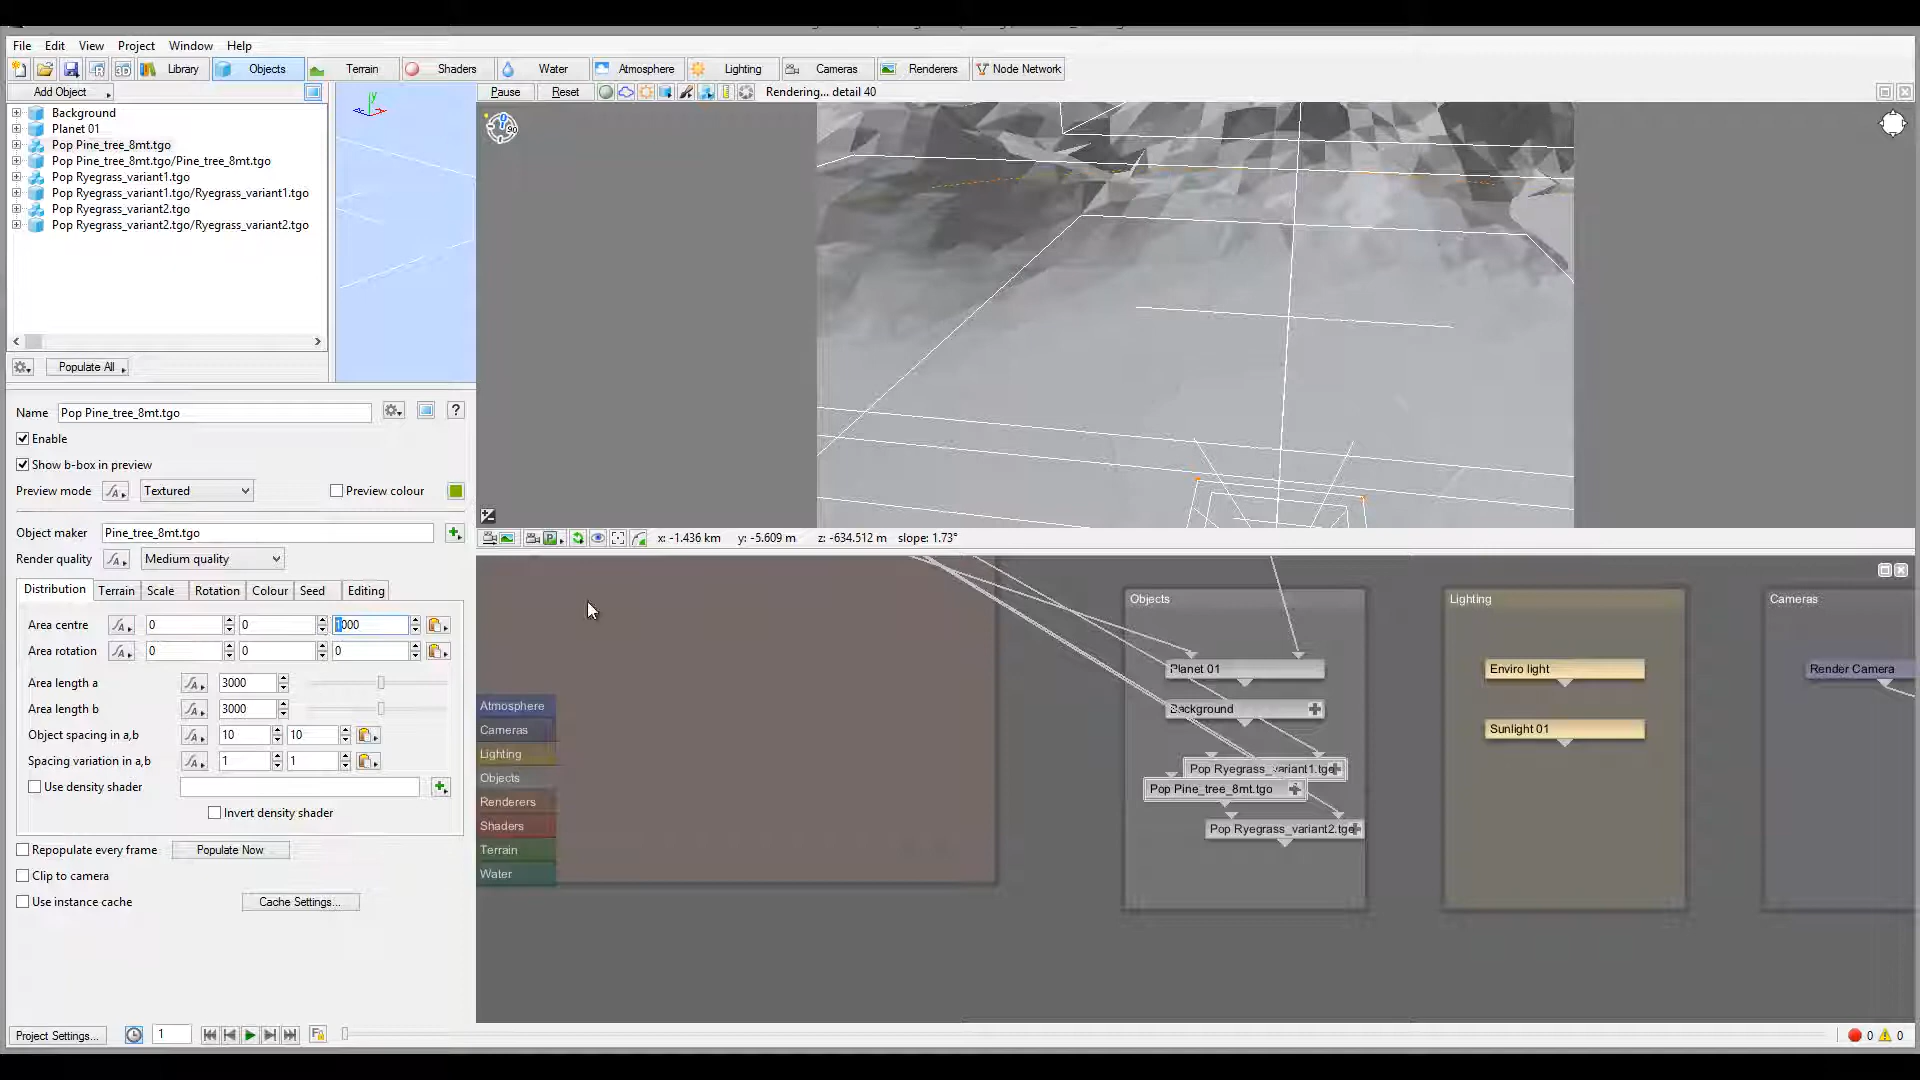 File Edit View Project Window Help
Library Objects Terrain Shaders Water Atmosphere Lighting Cameras Renderers Node Network
Add Object
Pause Reset Rendering... detail 40
Background
Planet 01
Pop Pine_tree_8mt.tgo
Pop Pine_tree_8mt.tgo/Pine_tree_8mt.tgo
Pop Ryegrass_variant1.tgo
Pop Ryegrass_variant1.tgo/Ryegrass_variant1.tgo
Pop Ryegrass_variant2.tgo
Pop Ryegrass_variant2.tgo/Ryegrass_variant2.tgo
y
90
Populate All
Name Pop Pine_tree_8mt.tgo ?
Enable
Show b-box in preview
Preview mode Textured Preview colour
Object maker Pine_tree_8mt.tgo
Render quality Medium quality
Distribution Terrain Scale Rotation Colour Seed Editing
Area centre 0 0 1000
Area rotation 0 0 0
Area length a 3000
Area length b 3000
Object spacing in a,b 10 10
Spacing variation in a,b 1 1
Use density shader
Invert density shader
Repopulate every frame Populate Now
Clip to camera
Use instance cache Cache Settings...
x: -1.436 km y: -5.609 m z: -634.512 m slope: 1.73°
Atmosphere
Cameras
Lighting
Objects
Renderers
Shaders
Terrain
Water
Objects
Planet 01
Background
Pop Ryegrass_variant1.tgo
Pop Pine_tree_8mt.tgo
Pop Ryegrass_variant2.tgo
Lighting
Enviro light
Sunlight 01
Cameras
Render Camera
Project Settings... 1 0 0